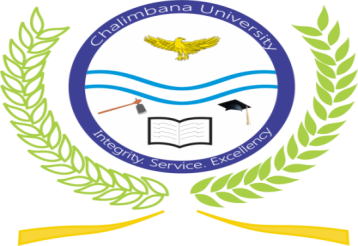 Chalimbana University
Integrity. Service. Excellency